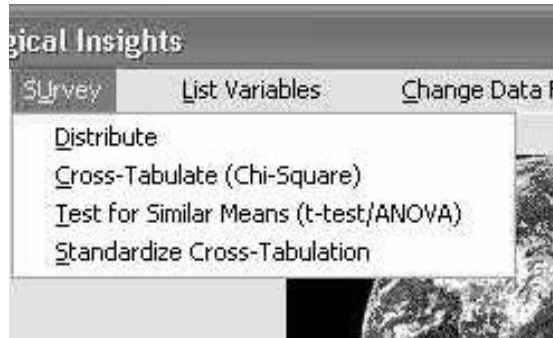 gical Insights
SUrvey List Variables Change Data
Distribute
Cross-Tabulate (Chi-Square)
Test for Similar Means (t-test/ANOVA)
Standardize Cross-Tabulation